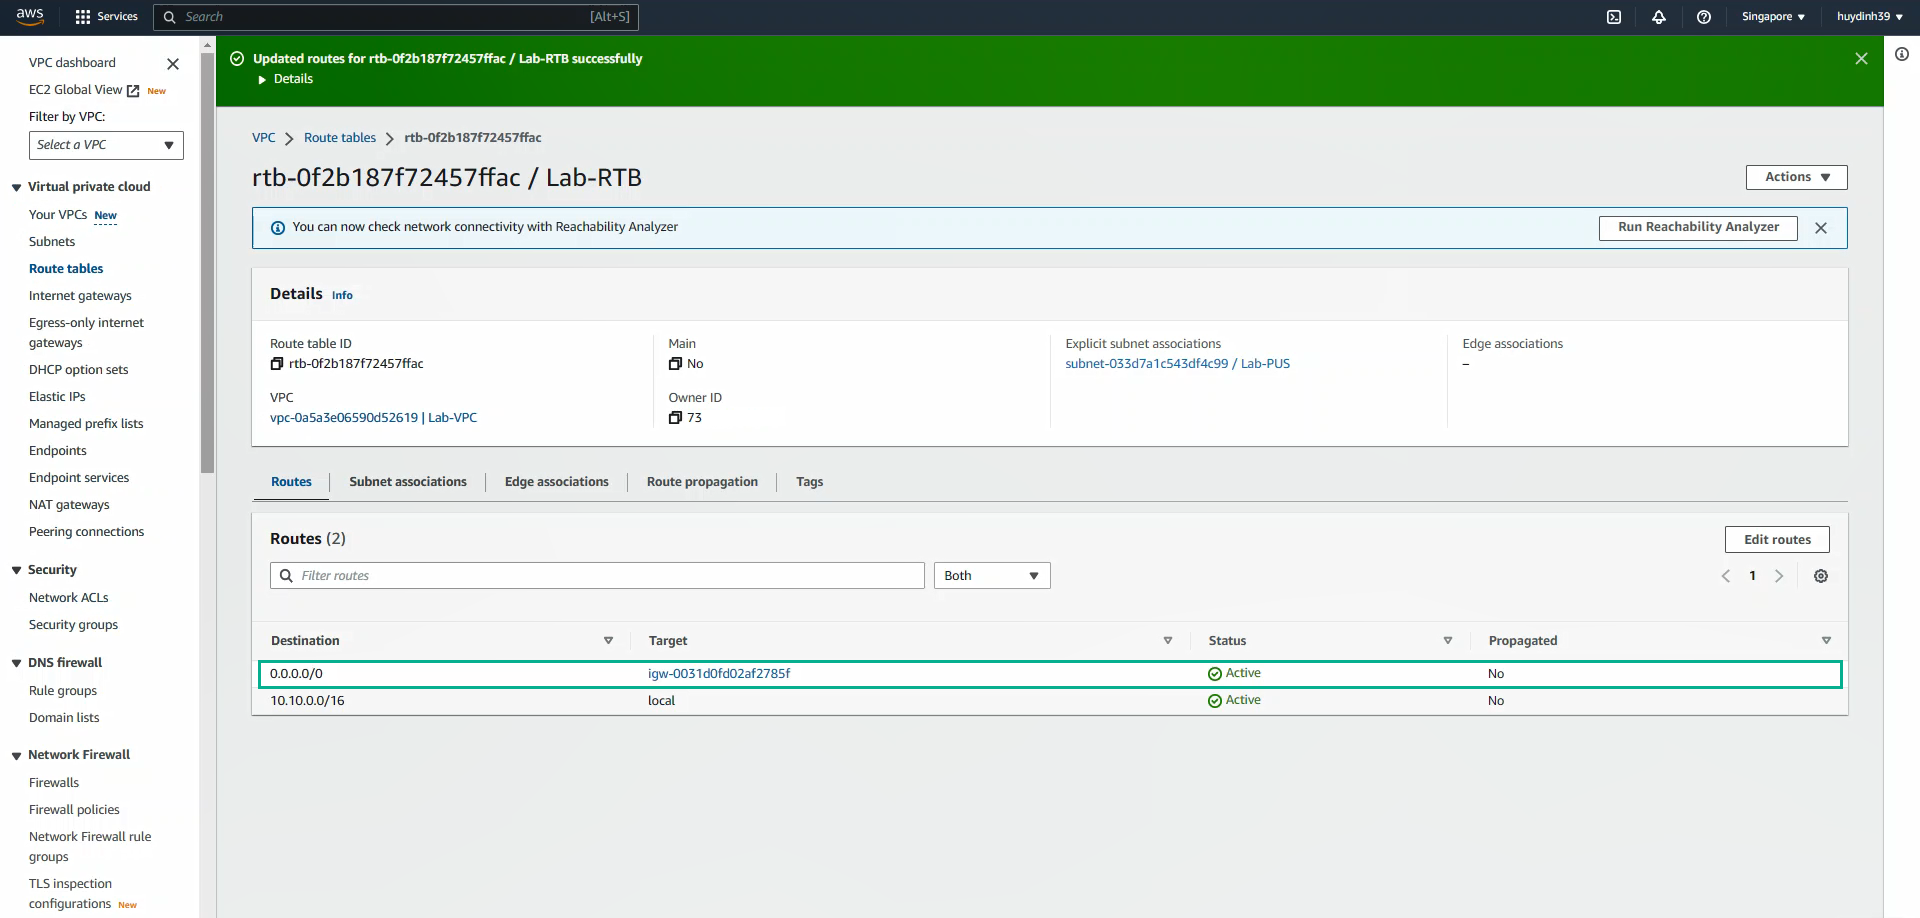 aws
Services
Search
[Alt+S]
Singapore
huydinh39
VPC dashboard
EC2 Global View New
Filter by VPC:
Select a VPC
Virtual private cloud
Your VPCs New
Subnets
Route tables
Internet gateways
Egress-only internet
gateways
DHCP option sets
Elastic IPs
Managed prefix lists
Endpoints
Endpoint services
NAT gateways
Peering connections
Security
Network ACLs
Security groups
DNS firewall
Rule groups
Domain lists
Network Firewall
Firewalls
Firewall policies
Network Firewall rule
groups
TLS inspection
configurations New
Updated routes for rtb-0f2b187f72457ffac / Lab-RTB successfully
Details
VPC
Route tables
rtb-0f2b187f72457ffac
rtb-0f2b187f72457ffac / Lab-RTB
Actions
You can now check network connectivity with Reachability Analyzer
Run Reachability Analyzer
Details Info
Route table ID
rtb-0f2b187f72457ffac
VPC
vpc-0a5a3e06590d52619 | Lab-VPC
Main
No
Owner ID
73
Explicit subnet associations
subnet-033d7a1c543df4c99 / Lab-PUS
Edge associations
–
Routes
Subnet associations
Edge associations
Route propagation
Tags
Routes (2)
Edit routes
Filter routes
Both
1
Destination Target Status Propagated
0.0.0.0/0 igw-0031d0fd02af2785f Active No
10.10.0.0/16 local Active No